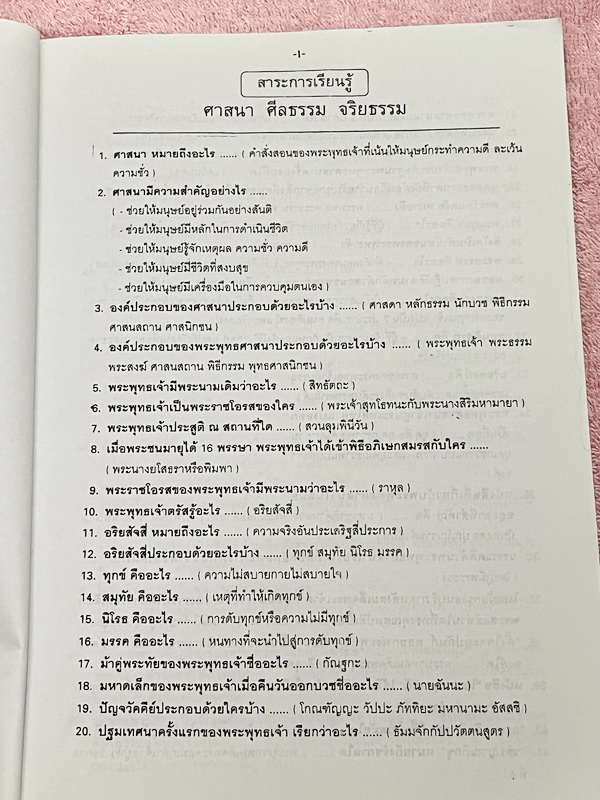 -1-
สาระการเรียนรู้
ศาสนา ศีลธรรม จริยธรรม
1. ศาสนา หมายถึงอะไร ...... ( คำสั่งสอนของพระพุทธเจ้าที่เน้นให้มนุษย์กระทำความดี ละเว้น
ความชั่ว )
2. ศาสนามีความสำคัญอย่างไร ......
( - ช่วยให้มนุษย์อยู่ร่วมกันอย่างสันติ
- ช่วยให้มนุษย์มีหลักในการดำเนินชีวิต
- ช่วยให้มนุษย์รู้จักเหตุผล ความชั่ว ความดี
- ช่วยให้มนุษย์มีชีวิตที่สงบสุข
- ช่วยให้มนุษย์มีเครื่องมือในการควบคุมตนเอง )
3. องค์ประกอบของศาสนาประกอบด้วยอะไรบ้าง ...... ( ศาสดา หลักธรรม นักบวช พิธีกรรม
ศาสนสถาน ศาสนิกชน )
4. องค์ประกอบของพระพุทธศาสนาประกอบด้วยอะไรบ้าง ...... ( พระพุทธเจ้า พระธรรม
พระสงฆ์ ศาสนสถาน พิธีกรรม พุทธศาสนิกชน )
5. พระพุทธเจ้ามีพระนามเดิมว่าอะไร ...... ( สิทธัตถะ )
6. พระพุทธเจ้าเป็นพระราชโอรสของใคร ...... ( พระเจ้าสุทโธทนะกับพระนางสิริมหามายา )
7. พระพุทธเจ้าประสูติ ณ สถานที่ใด ...... ( สวนลุมพินีวัน )
8. เมื่อพระชนมายุได้ 16 พรรษา พระพุทธเจ้าได้เข้าพิธีอภิเษกสมรสกับใคร ......
( พระนางยโสธราหรือพิมพา )
9. พระราชโอรสของพระพุทธเจ้ามีพระนามว่าอะไร ...... ( ราหุล )
10. พระพุทธเจ้าตรัสรู้อะไร ...... ( อริยสัจสี่ )
11. อริยสัจสี่ หมายถึงอะไร ...... ( ความจริงอันประเสริฐสี่ประการ )
12. อริยสัจสี่ประกอบด้วยอะไรบ้าง ...... ( ทุกข์ สมุทัย นิโรธ มรรค )
13. ทุกข์ คืออะไร ...... ( ความไม่สบายกายไม่สบายใจ )
14. สมุทัย คืออะไร ...... ( เหตุที่ทำให้เกิดทุกข์ )
15. นิโรธ คืออะไร ...... ( การดับทุกข์หรือความไม่มีทุกข์ )
16. มรรค คืออะไร ...... ( หนทางที่จะนำไปสู่การดับทุกข์ )
17. ม้าคู่พระทัยของพระพุทธเจ้าชื่ออะไร ...... ( กัณฐกะ )
18. มหาดเล็กของพระพุทธเจ้าเมื่อคืนวันออกบวชชื่ออะไร ...... ( นายฉันนะ )
19. ปัญจวัคคีย์ประกอบด้วยใครบ้าง ...... ( โกณฑัญญะ วัปปะ ภัททิยะ มหานามะ อัสสชิ )
20. ปฐมเทศนาครั้งแรกของพระพุทธเจ้า เรียกว่าอะไร ...... ( ธัมมจักกัปปวัตตนสูตร )